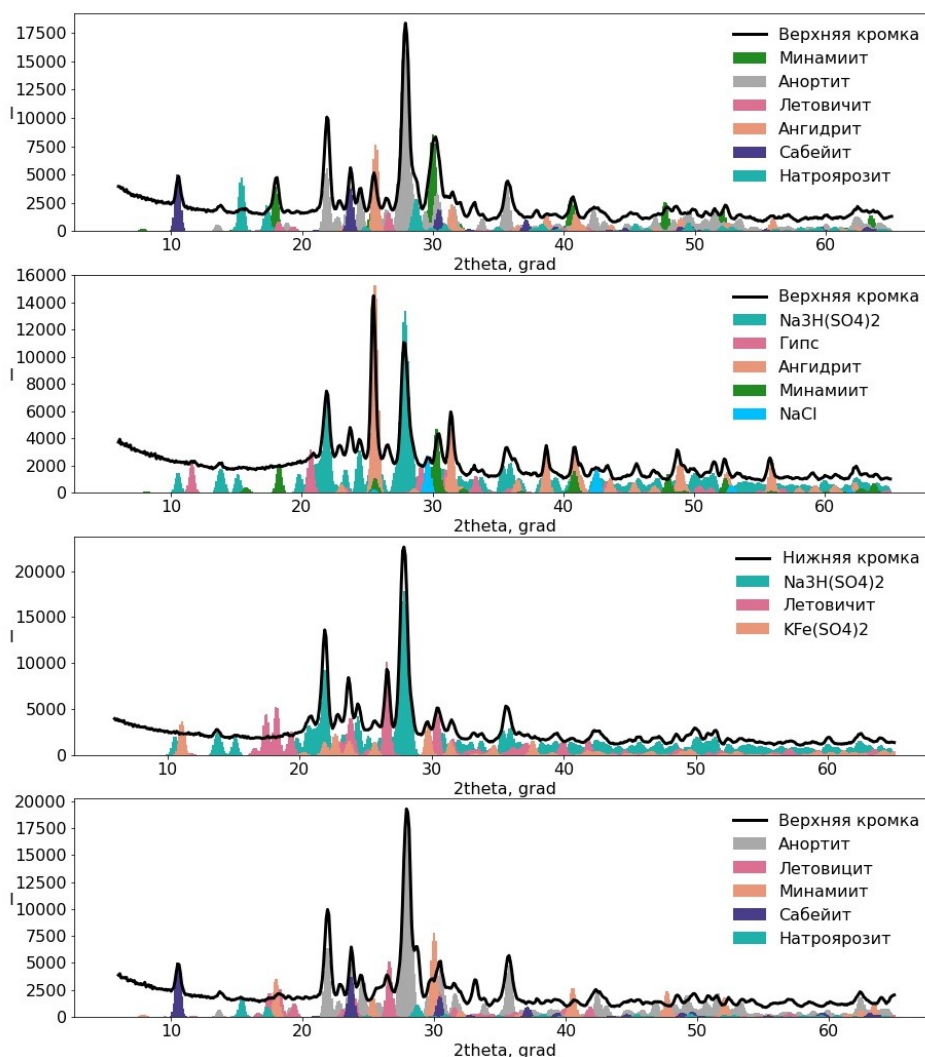 17500
15000
12500
10000
7500
5000
2500
0
I
Верхняя кромка
Минамиит
Анортит
Летовичит
Ангидрит
Сабейит
Натроярозит
10 20 30 40 50 60
2theta, grad
16000
14000
12000
10000
8000
6000
4000
2000
0
I
Верхняя кромка
Na3H(SO4)2
Гипс
Ангидрит
Минамиит
NaCl
10 20 30 40 50 60
2theta, grad
20000
15000
10000
5000
0
I
Нижняя кромка
Na3H(SO4)2
Летовичит
KFe(SO4)2
10 20 30 40 50 60
2theta, grad
20000
17500
15000
12500
10000
7500
5000
2500
0
I
Верхняя кромка
Анортит
Летовицит
Минамиит
Сабейит
Натроярозит
10 20 30 40 50 60
2theta, grad